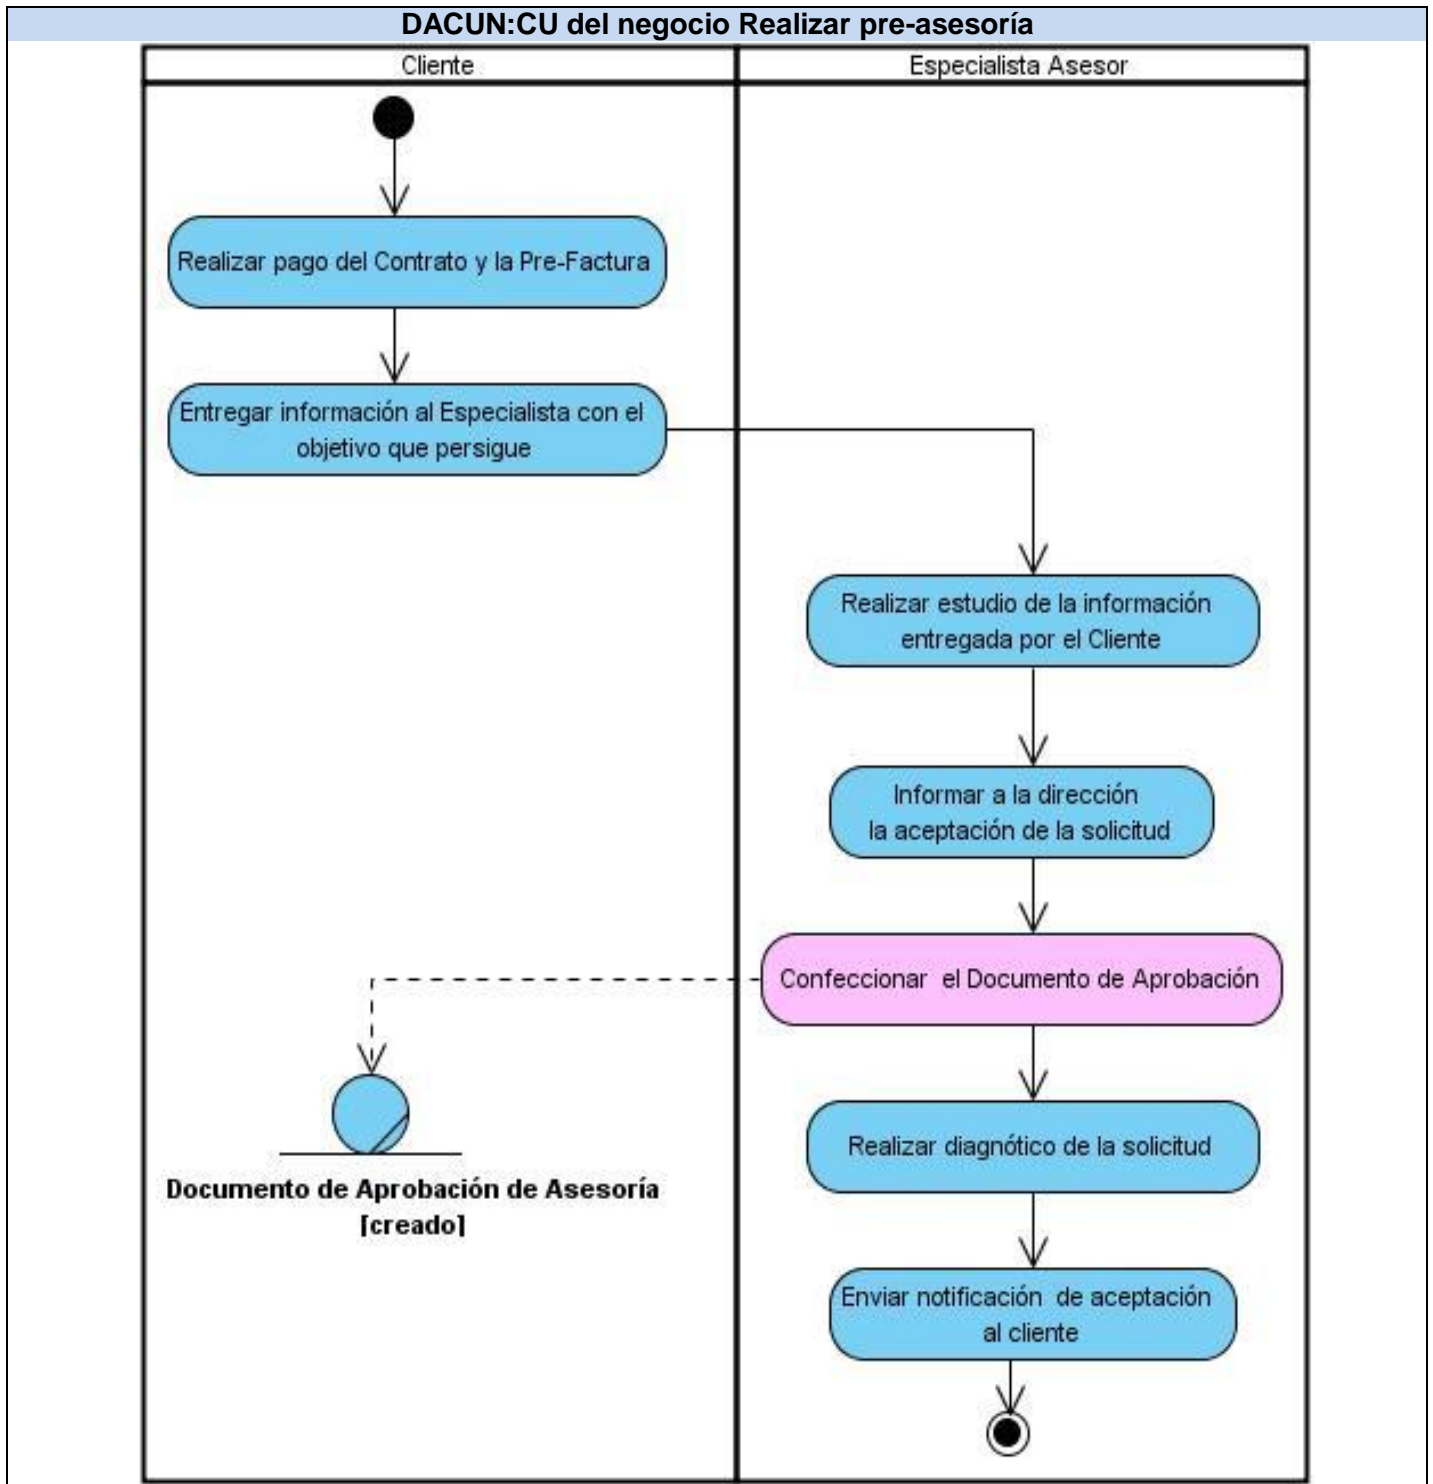 DACUN:CU del negocio Realizar pre-asesoría
Cliente
Especialista Asesor
Realizar pago del Contrato y la Pre-Factura
Entregar información al Especialista con el
objetivo que persigue
Realizar estudio de la información
entregada por el Cliente
Informar a la dirección
la aceptación de la solicitud
Confeccionar el Documento de Aprobación
Documento de Aprobación de Asesoría
[creado]
Realizar diagnótico de la solicitud
Enviar notificación de aceptación
al cliente